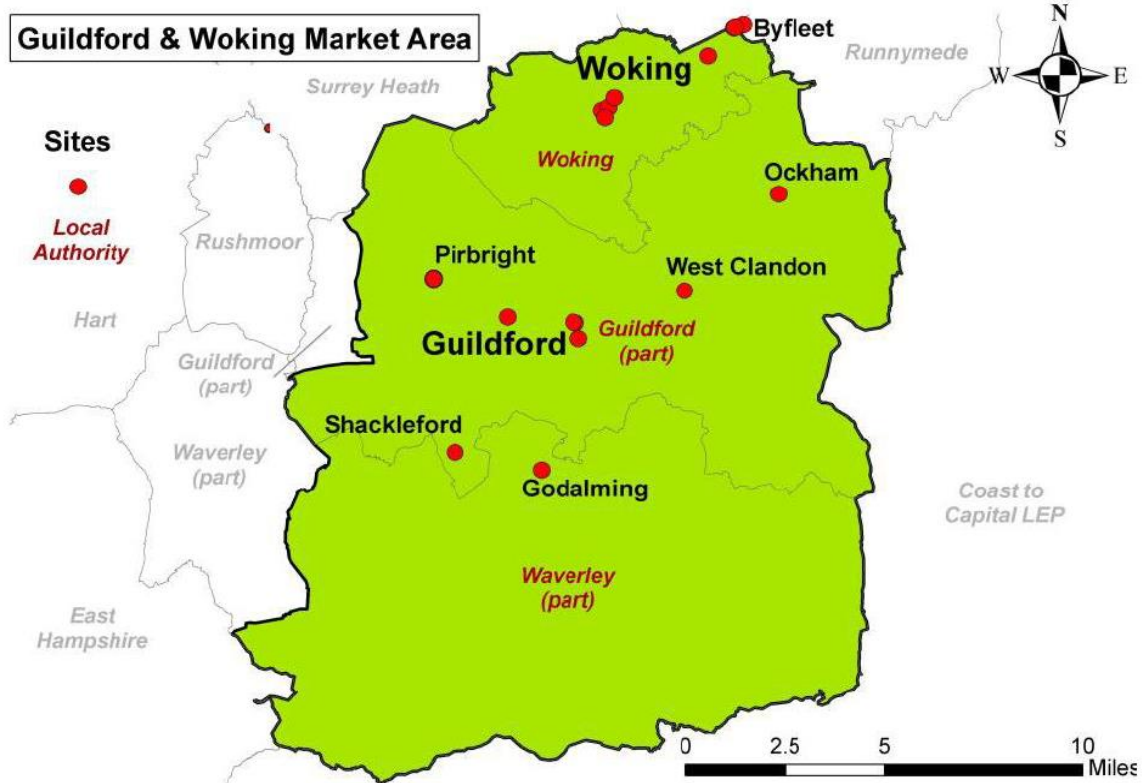 Guildford & Woking Market Area
N
W
E
S
Byfleet
Runnymede
Surrey Heath
Woking
Sites
Woking
Ockham
Local
Authority
Rushmoor
Pirbright
West Clandon
Hart
Guildford
Guildford
(part)
Guildford
(part)
Shackleford
Waverley
(part)
Godalming
Coast to
Capital LEP
Waverley
(part)
East
Hampshire
0
2.5
5
10
Miles